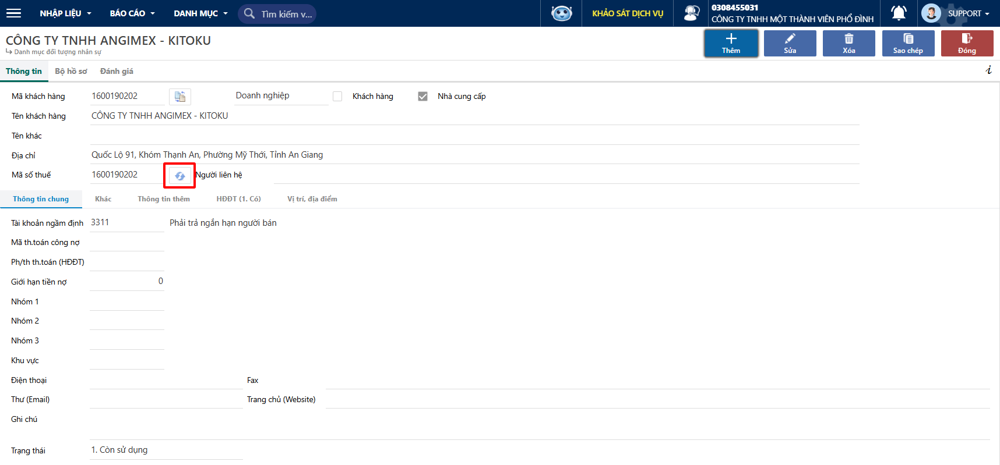 NHẬP LIỆU BÁO CÁO DANH MỤC Tìm kiếm v... KHẢO SÁT DỊCH VỤ 0308455031 SUPPORT
CÔNG TY TNHH MỘT THÀNH VIÊN PHỔ ĐÌNH
CÔNG TY TNHH ANGIMEX - KITOKU
Danh mục đối tượng nhân sự
Thêm Sửa Xóa Sao chép Đóng
Thông tin Bộ hồ sơ Đánh giá i
Mã khách hàng 1600190202 Doanh nghiệp Khách hàng Nhà cung cấp
Tên khách hàng CÔNG TY TNHH ANGIMEX - KITOKU
Tên khác
Địa chỉ Quốc Lộ 91, Khóm Thạnh An, Phường Mỹ Thới, Tỉnh An Giang
Mã số thuế 1600190202 Người liên hệ
Thông tin chung Khác Thông tin thêm HĐĐT (1. Có) Vị trí, địa điểm
Tài khoản ngầm định 3311 Phải trả ngắn hạn người bán
Mã th.toán công nợ
Ph/th th.toán (HĐĐT)
Giới hạn tiền nợ 0
Nhóm 1
Nhóm 2
Nhóm 3
Khu vực
Điện thoại Fax
Thư (Email) Trang chủ (Website)
Ghi chú
Trạng thái 1. Còn sử dụng